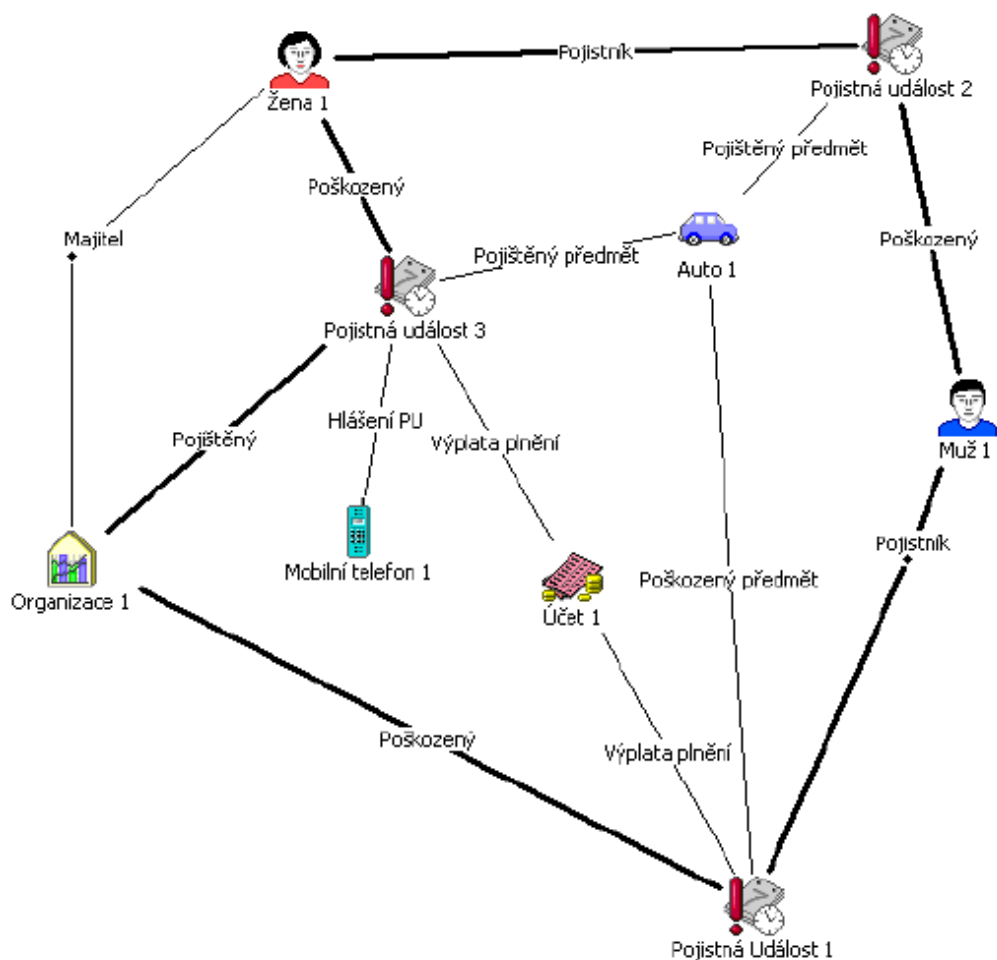 Pojistník
Pojistná událost 2
Žena 1
Pojištěný předmět
Poškozený
Majitel
Poškozený
Pojištěný předmět
Auto 1
Pojistná událost 3
Hlášení PU
Pojištěný
Výplata plnění
Muž 1
Pojistník
Mobilní telefon 1
Poškozený předmět
Organizace 1
Účet 1
Poškozený
Výplata plnění
Pojistná Událost 1